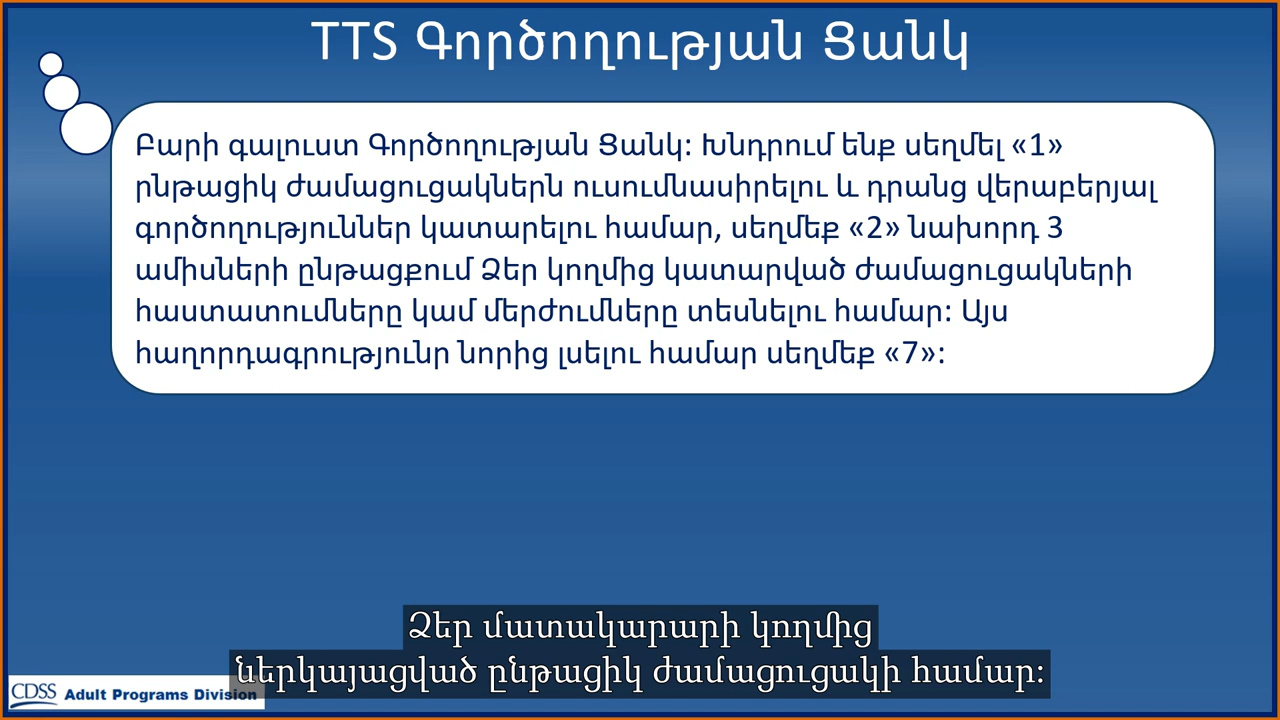 TTS Գործողության Ցանկ
Բարի գալուստ Գործողության Ցանկ: Խնդրում ենք սեղմել «1»
րնթացիկ ժամացուցակներն ուսումնասիրելու և դրանց վերաբերյալ
գործողություններ կատարելու համար, սեղմեք «2» նախորդ 3
ամիսների ընթացքում Ձեր կողմից կատարված ժամացուցակների
հաստատումները կամ մերժումները տեսնելու համար: Այս
հաղորդագրությունր նորից լսելու համար սեղմեք «7»:
Ձեր մատակարարի կողմից
ներկայացված ընթացիկ ժամացուցակի համար:
CDSS Adult Programs Division